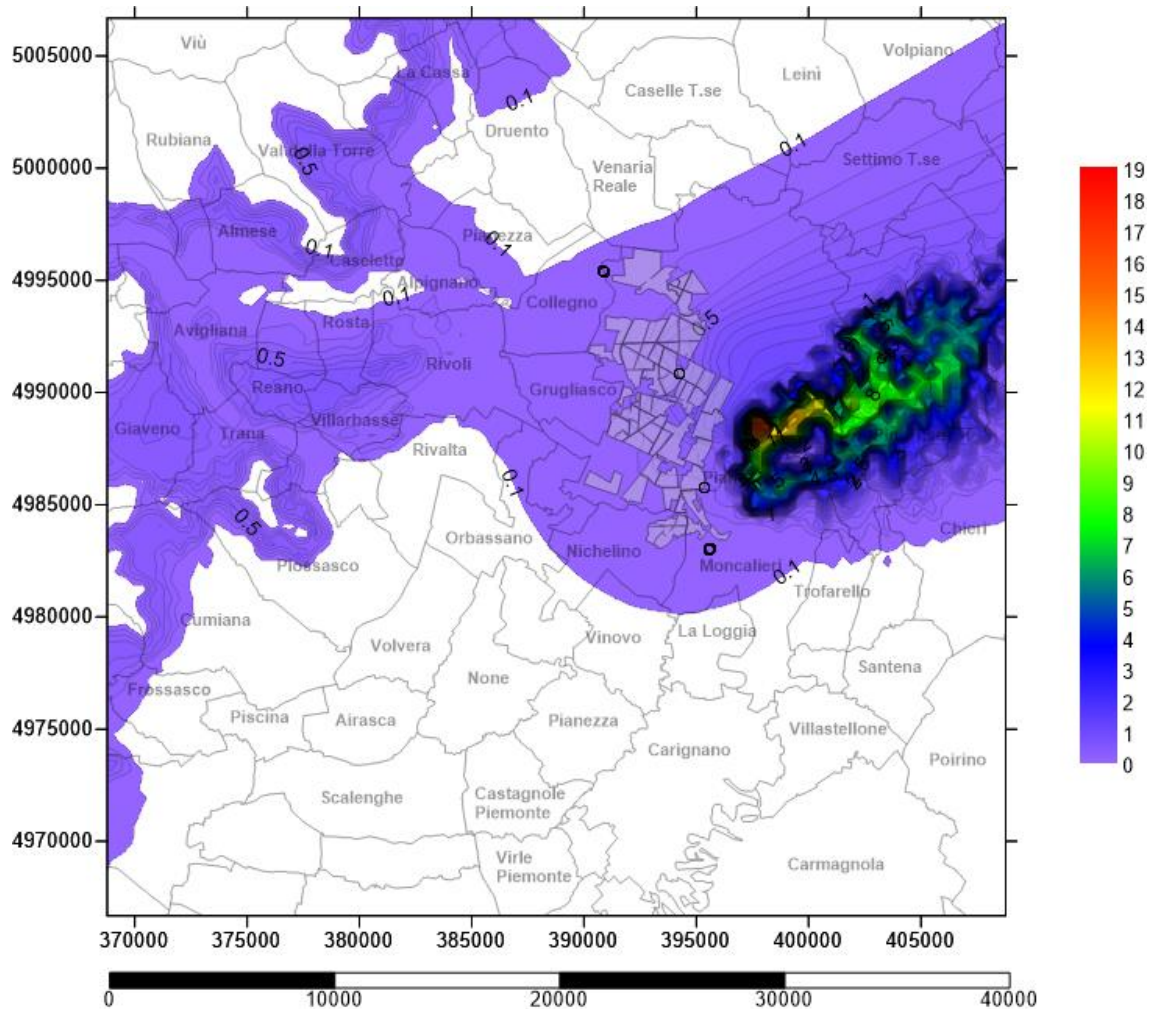 5005000
5000000
4995000
4990000
4985000
4980000
4975000
4970000
370000
375000
380000
385000
390000
395000
400000
405000
0
10000
20000
30000
40000
19
18
17
16
15
14
13
12
11
10
9
8
7
6
5
4
3
2
1
0
Viù
La Cassa
Caselle T.se
Leinì
Volpiano
Rubiana
Val della Torre
Druento
Venaria
Reale
Settimo T.se
Almese
Pianezza
Caselette
Alpignano
Collegno
Avigliana
Rosta
Rivoli
Reano
Grugliasco
Giaveno
Trana
Villarbasse
Rivalta
Orbassano
Nichelino
Moncalieri
Chieri
Piossasco
Trofarello
Cumiana
Volvera
Vinovo
La Loggia
None
Santena
Frossasco
Piscina
Airasca
Pianezza
Carignano
Villastellone
Poirino
Scalenghe
Castagnole
Piemonte
Virle
Piemonte
Carmagnola
0.1
0.5
0.1
0.1
0.1
0.1
0.5
0.5
0.1
0.5
0.1